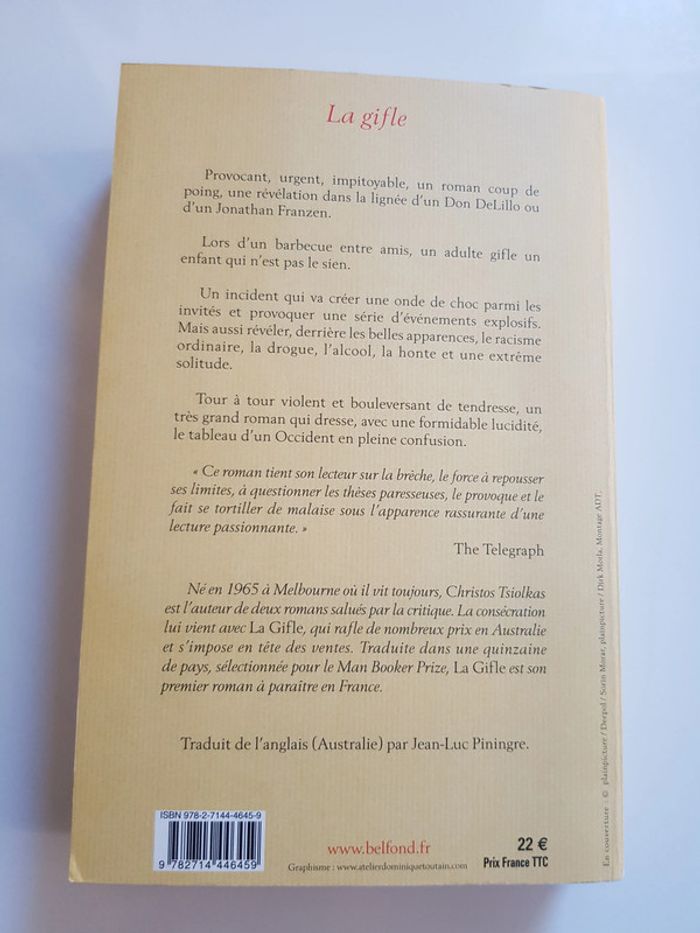 La gifle
Provocant, urgent, impitoyable, un roman coup de
poing, une révélation dans la lignée d'un Don DeLillo ou
d'un Jonathan Franzen.
Lors d'un barbecue entre amis, un adulte gifle un
enfant qui n'est pas le sien.
Un incident qui va créer une onde de choc parmi les
invités et provoquer une série d'événements explosifs.
Mais aussi révéler, derrière les belles apparences, le racisme
ordinaire, la drogue, l'alcool, la honte et une extrême
solitude.
Tour à tour violent et bouleversant de tendresse, un
très grand roman qui dresse, avec une formidable lucidité,
le tableau d'un Occident en pleine confusion.
« Ce roman tient son lecteur sur la brèche, le force à repousser
ses limites, à questionner les thèses paresseuses, le provoque et le
fait se tortiller de malaise sous l'apparence rassurante d'une
lecture passionnante. »
The Telegraph
Né en 1965 à Melbourne où il vit toujours, Christos Tsiolkas
est l'auteur de deux romans salués par la critique. La consécration
lui vient avec La Gifle, qui rafle de nombreux prix en Australie
et s'impose en tête des ventes. Traduite dans une quinzaine
de pays, sélectionnée pour le Man Booker Prize, La Gifle est son
premier roman à paraître en France.
Traduit de l'anglais (Australie) par Jean-Luc Piningre.
ISBN 978-2-7144-4645-9
9 782714 446459
www.belfond.fr
Graphisme : www.atelierdominiquetoutain.com
22 €
Prix France TTC
En couverture : © plainpicture / Deepol / Sorin Morar, plainpicture / Dirk Morla, Montage ADT.